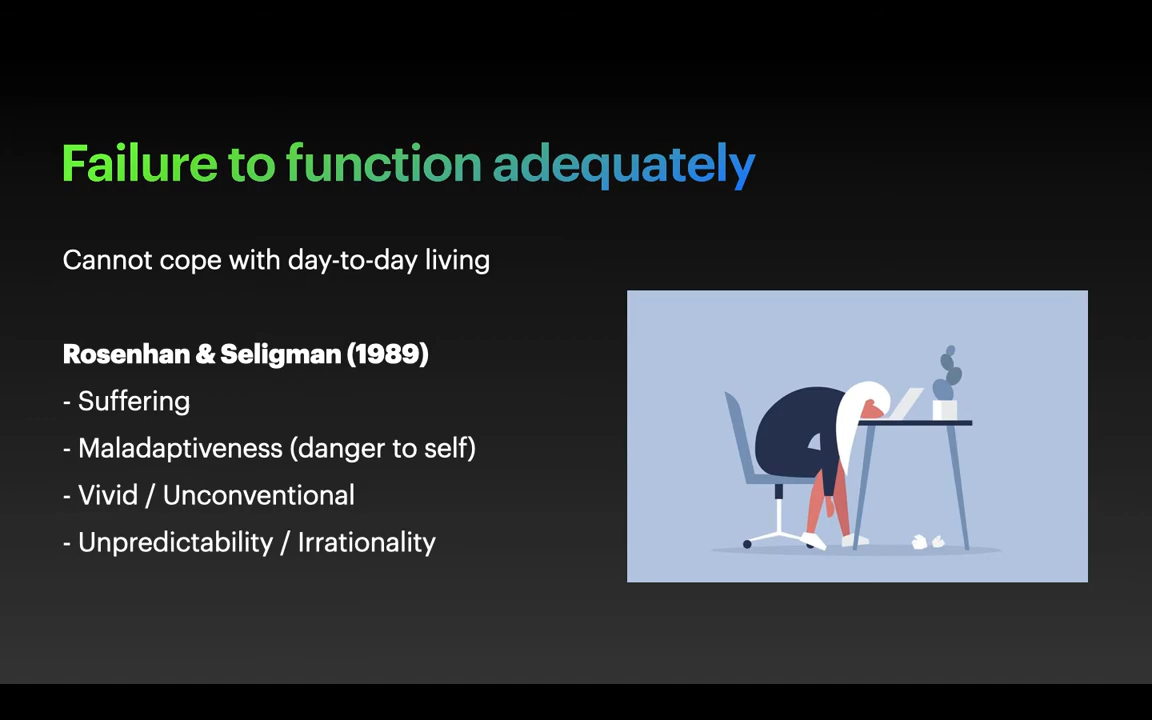 Failure to function adequately
Cannot cope with day-to-day living
Rosenhan & Seligman (1989)
- Suffering
- Maladaptiveness (danger to self)
- Vivid / Unconventional
- Unpredictability / Irrationality